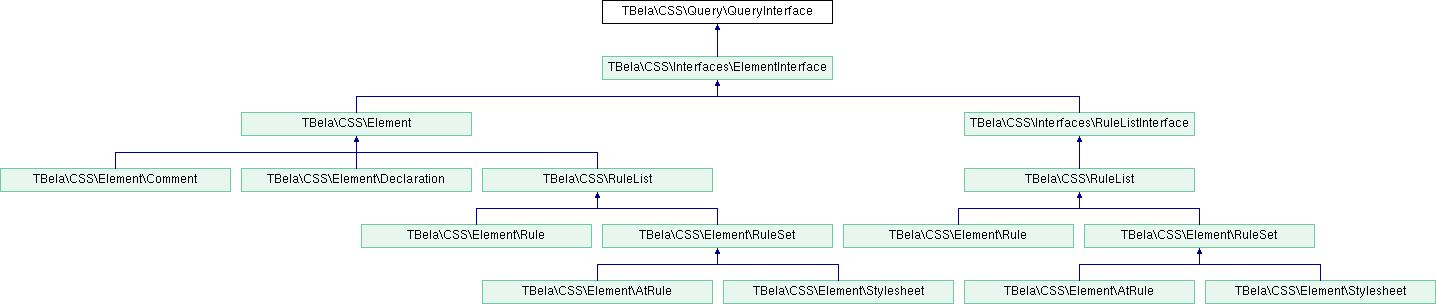 TBela\CSS\Query\QueryInterface
TBela\CSS\Interfaces\ElementInterface
TBela\CSS\Element
TBela\CSS\Interfaces\RuleListInterface
TBela\CSS\Element\Comment
TBela\CSS\Element\Declaration
TBela\CSS\RuleList
TBela\CSS\RuleList
TBela\CSS\Element\Rule
TBela\CSS\Element\RuleSet
TBela\CSS\Element\Rule
TBela\CSS\Element\RuleSet
TBela\CSS\Element\AtRule
TBela\CSS\Element\Stylesheet
TBela\CSS\Element\AtRule
TBela\CSS\Element\Stylesheet